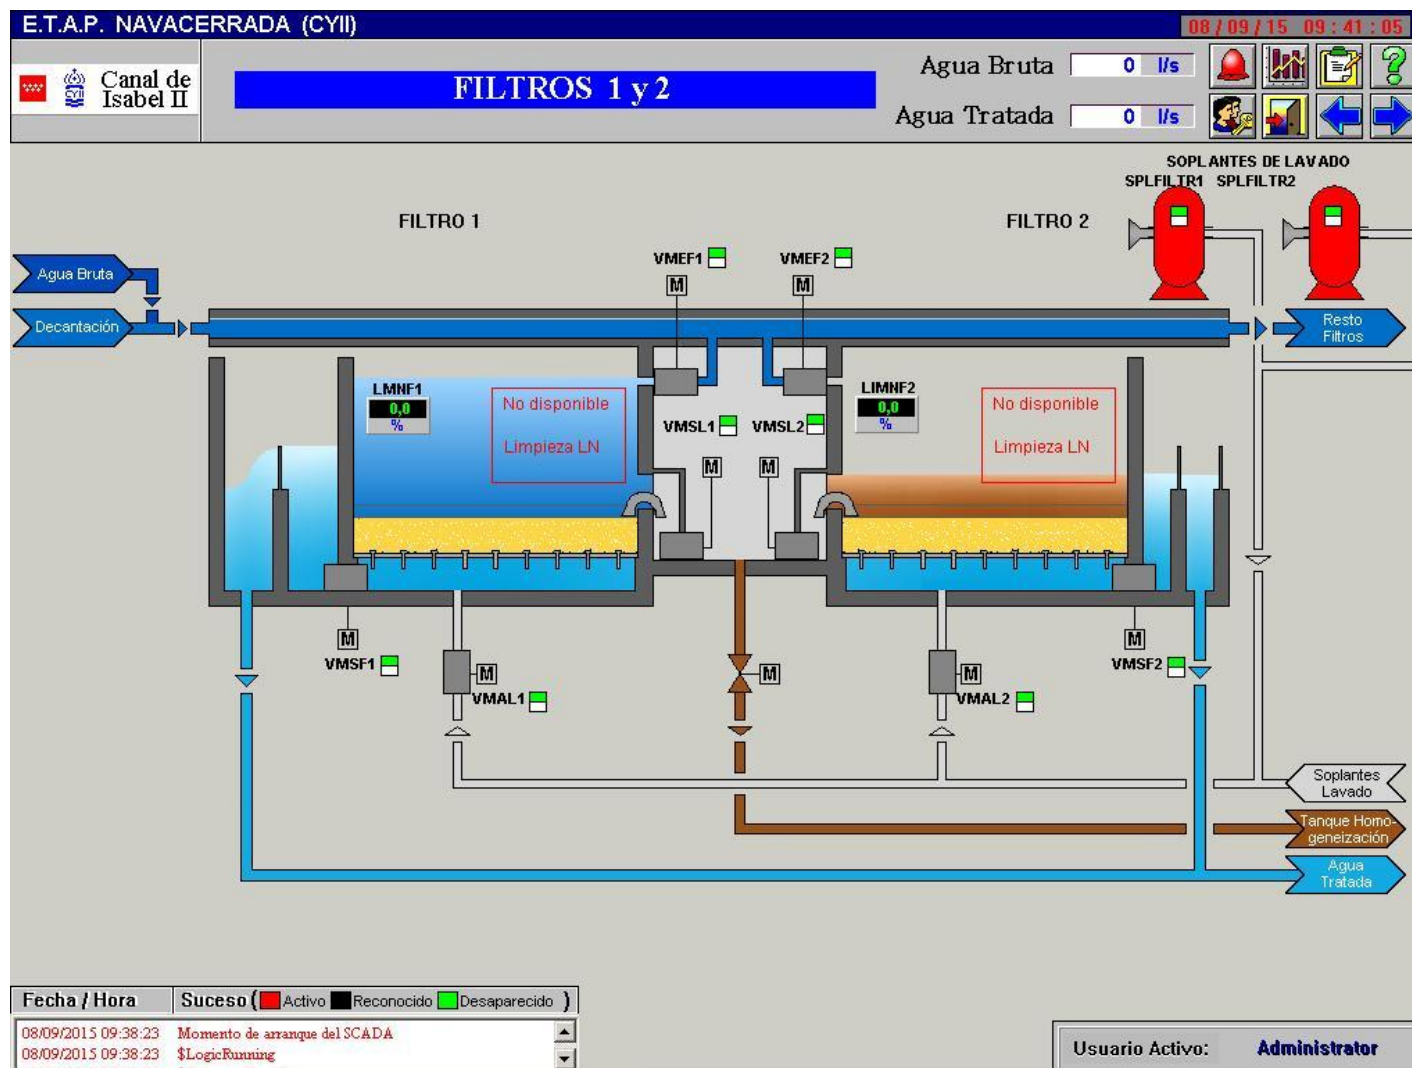 E.T.A.P. NAVACERRADA (CYII)
08/09/15 09:41:05
Canal de
Isabel II
FILTROS 1 y 2
Agua Bruta 0 l/s
Agua Tratada 0 l/s
SOPLANTES DE LAVADO
SPLFILTR1 SPLFILTR2
FILTRO 1
FILTRO 2
VMEF1
VMEF2
M
M
Agua Bruta
Decantación
Resto
Filtros
LMNF1
0,0
%
No disponible
Limpieza LN
LIMNF2
0,0
%
No disponible
Limpieza LN
VMSL1
VMSL2
M
M
M
VMSF1
M
VMAL1
M
M
VMAL2
M
VMSF2
Soplantes
Lavado
Tanque Homo-
geneización
Agua
Tratada
Fecha / Hora Suceso ( Activo Reconocido Desaparecido )
08/09/2015 09:38:23 Momento de arranque del SCADA
08/09/2015 09:38:23 $LogicRunning
Usuario Activo: Administrator